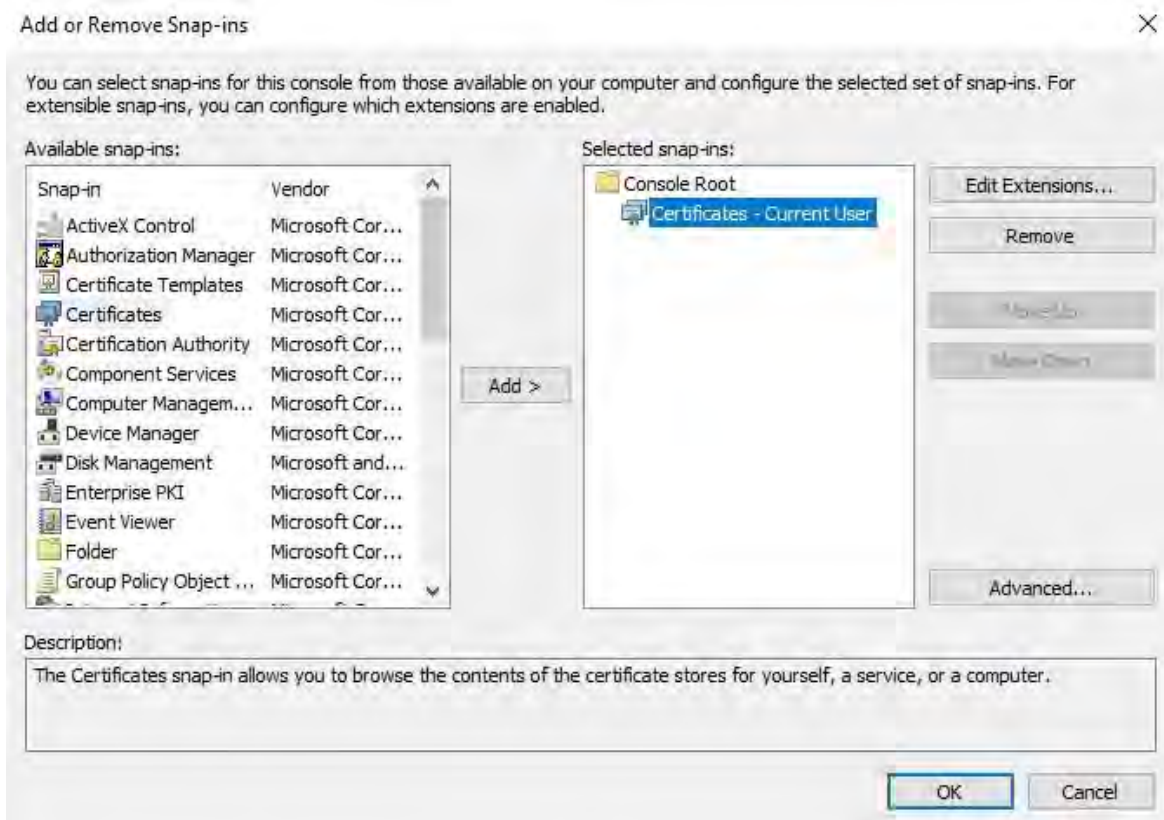 Add or Remove Snap-ins
You can select snap-ins for this console from those available on your computer and configure the selected set of snap-ins. For
extensible snap-ins, you can configure which extensions are enabled.
Available snap-ins:
Snap-in Vendor
ActiveX Control Microsoft Cor...
Authorization Manager Microsoft Cor...
Certificate Templates Microsoft Cor...
Certificates Microsoft Cor...
Certification Authority Microsoft Cor...
Component Services Microsoft Cor...
Computer Managem... Microsoft Cor...
Device Manager Microsoft Cor...
Disk Management Microsoft and...
Enterprise PKI Microsoft Cor...
Event Viewer Microsoft Cor...
Folder Microsoft Cor...
Group Policy Object ... Microsoft Cor...
Add >
Selected snap-ins:
Console Root
Certificates - Current User
Edit Extensions...
Remove
Move Up
Move Down
Advanced...
Description:
The Certificates snap-in allows you to browse the contents of the certificate stores for yourself, a service, or a computer.
OK
Cancel